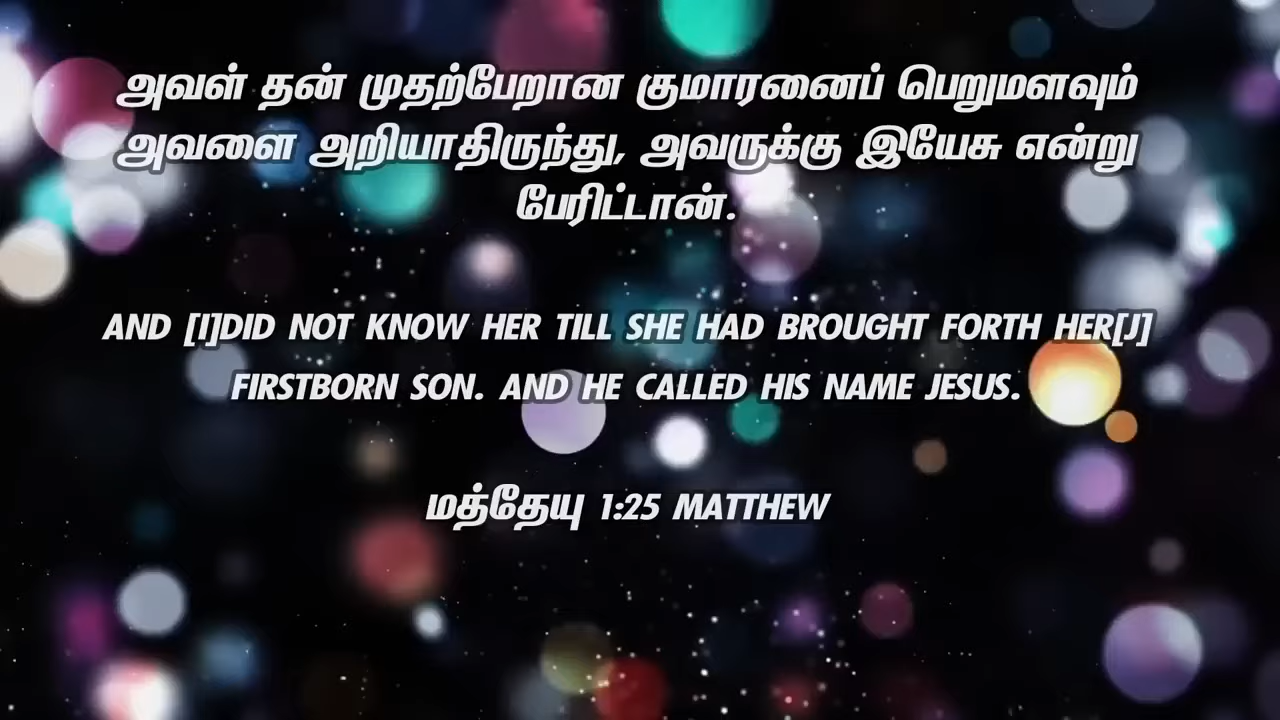 அவள் தன் முதற்பேறான குமாரனைப் பெறுமளவும்
அவளை அறியாதிருந்து, அவருக்கு இயேசு என்று
பேரிட்டான்.
AND [I]DID NOT KNOW HER TILL SHE HAD BROUGHT FORTH HER[J]
FIRSTBORN SON. AND HE CALLED HIS NAME JESUS.
மத்தேயு 1:25 MATTHEW